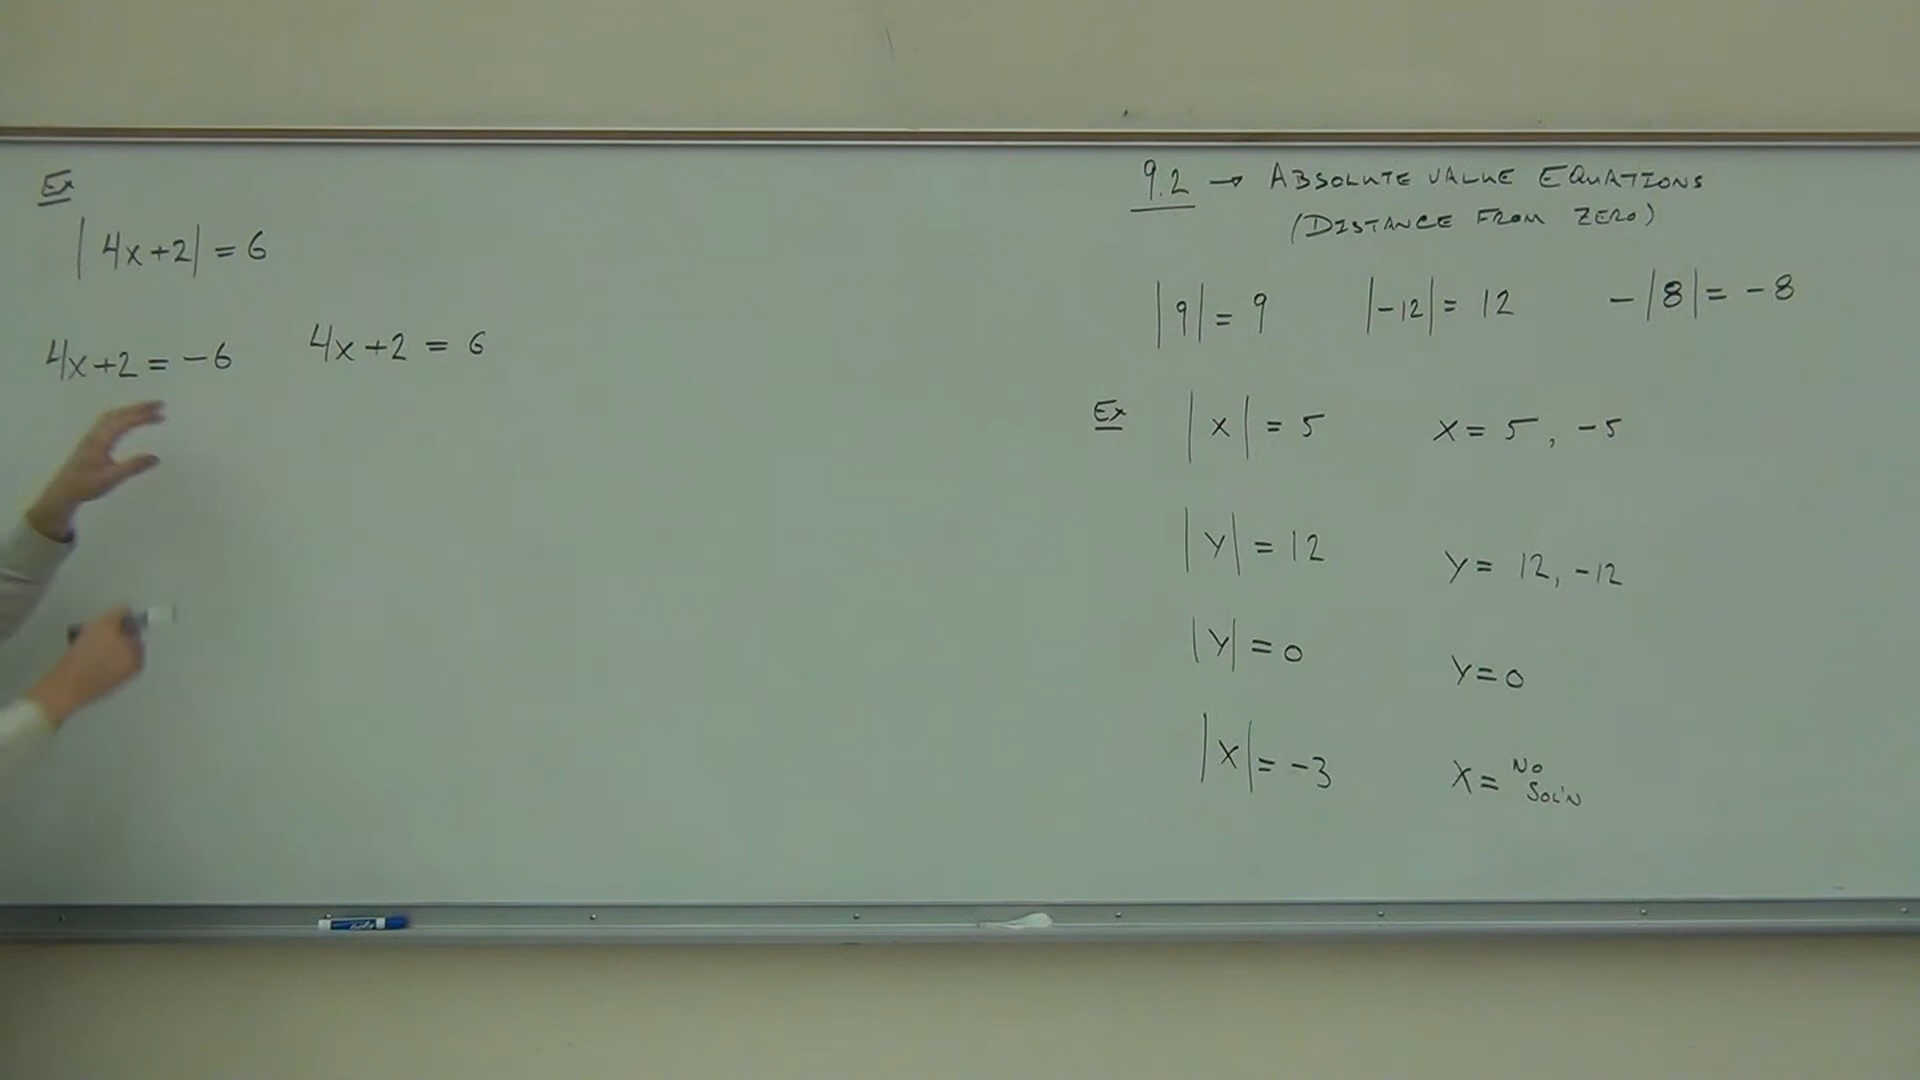 Ex
|4x+2| = 6
4x+2 = -6 4x+2 = 6
9.2 → ABSOLUTE VALUE EQUATIONS
(DISTANCE FROM ZERO)
|9| = 9 |-12| = 12 -|8| = -8
Ex |x| = 5 x = 5, -5
|y| = 12 y = 12, -12
|y| = 0 y = 0
|x| = -3 x = NO
SOL'N